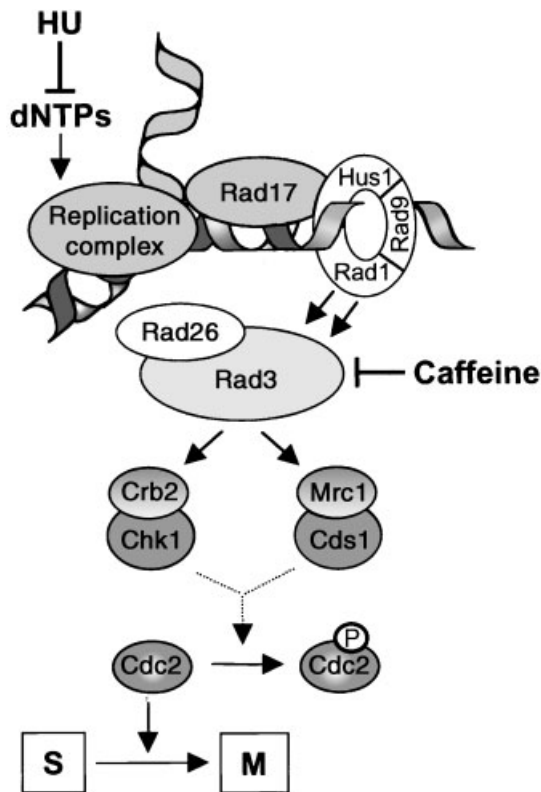 HU
dNTPs
Replication
complex
Rad17
Hus1
Rad9
Rad1
Rad26
Rad3
Caffeine
Crb2
Chk1
Mrc1
Cds1
Cdc2
P
Cdc2
S
M